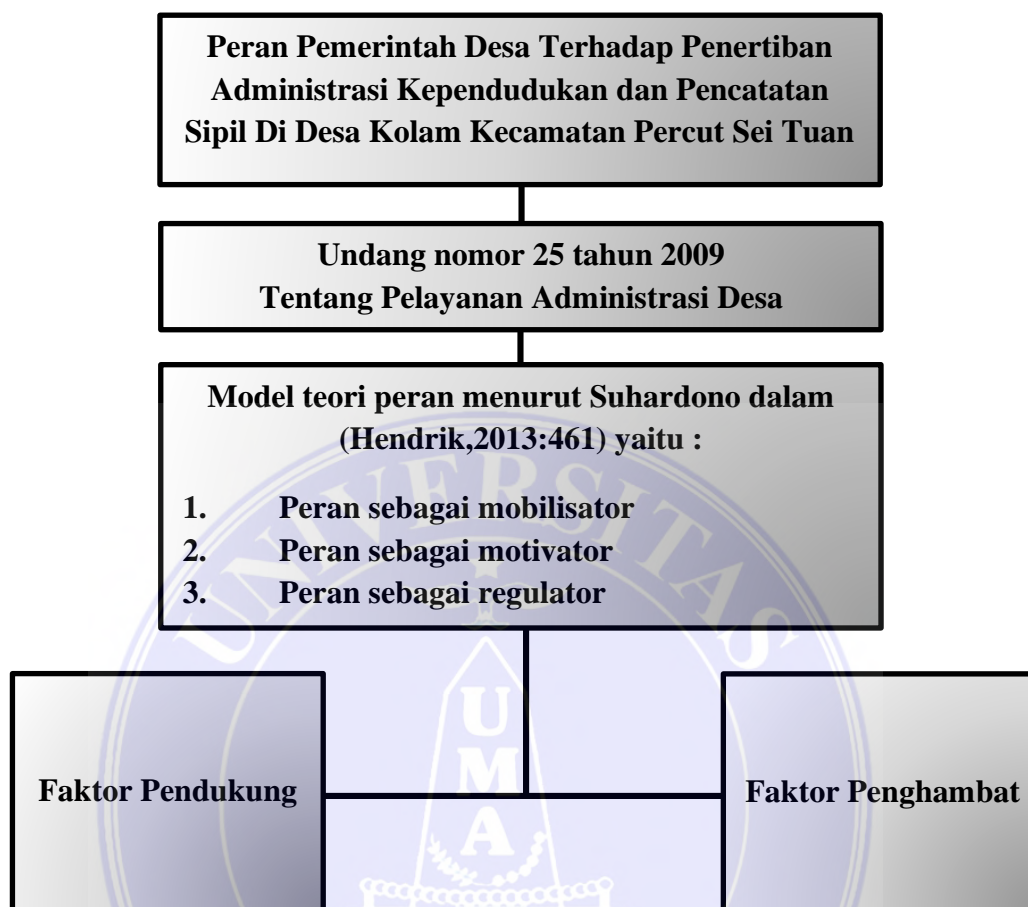 Peran Pemerintah Desa Terhadap Penertiban
Administrasi Kependudukan dan Pencatatan
Sipil Di Desa Kolam Kecamatan Percut Sei Tuan
Undang nomor 25 tahun 2009
Tentang Pelayanan Administrasi Desa
Model teori peran menurut Suhardono dalam
(Hendrik,2013:461) yaitu :
1. Peran sebagai mobilisator
2. Peran sebagai motivator
3. Peran sebagai regulator
UNIVERSITAS
UMA
Faktor Pendukung
Faktor Penghambat